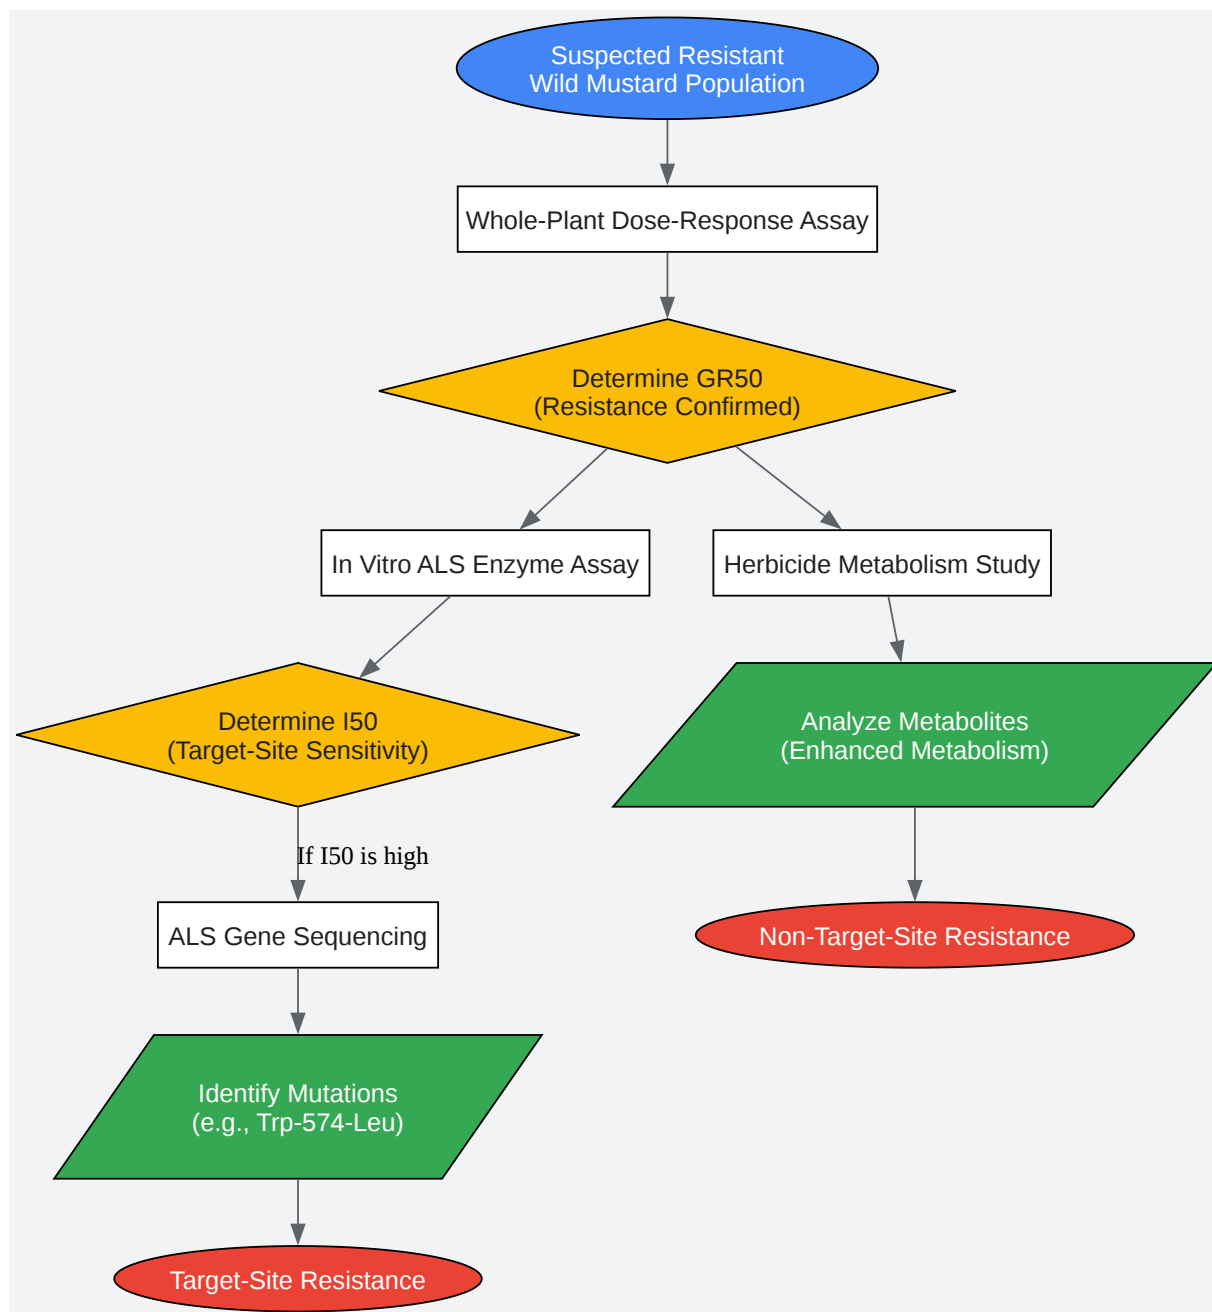 Suspected Resistant
Wild Mustard Population
Whole-Plant Dose-Response Assay
Determine GR50
(Resistance Confirmed)
In Vitro ALS Enzyme Assay
Herbicide Metabolism Study
Determine I50
(Target-Site Sensitivity)
Analyze Metabolites
(Enhanced Metabolism)
If I50 is high
ALS Gene Sequencing
Non-Target-Site Resistance
Identify Mutations
(e.g., Trp-574-Leu)
Target-Site Resistance